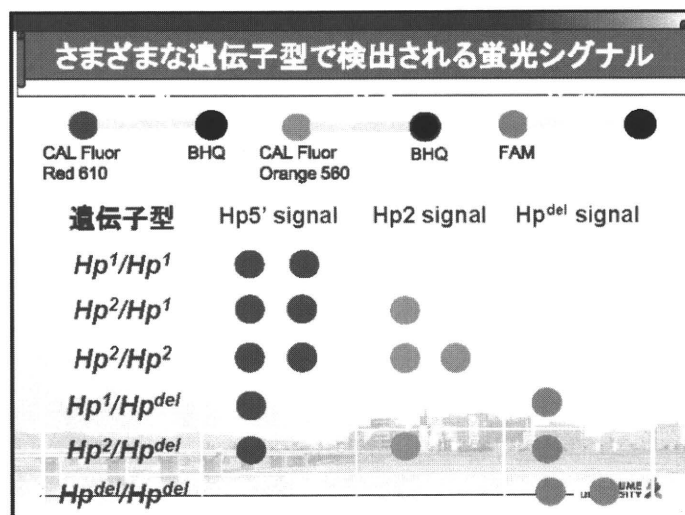 さまざまな遺伝子型で検出される蛍光シグナル
CAL Fluor Red 610
BHQ
CAL Fluor Orange 560
BHQ
FAM
遺伝子型 Hp5' signal Hp2 signal Hpdel signal
Hp1/Hp1
Hp2/Hp1
Hp2/Hp2
Hp1/Hpdel
Hp2/Hpdel
Hpdel/Hpdel